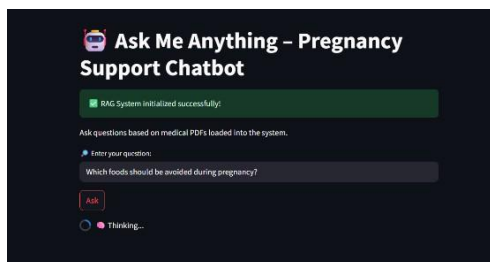 Ask Me Anything – Pregnancy
Support Chatbot
RAG System initialized successfully!
Ask questions based on medical PDFs loaded into the system.
Enter your question:
Which foods should be avoided during pregnancy?
Ask
Thinking...